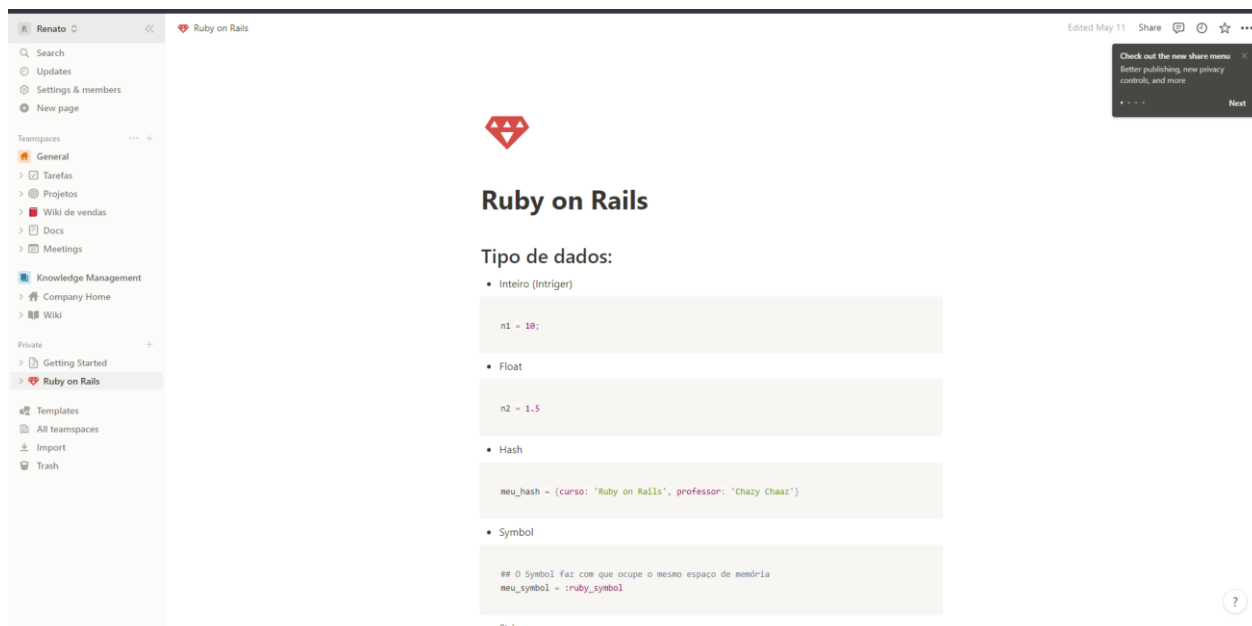 R Renato
Search
Updates
Settings & members
New page
Teamspaces
General
Tarefas
Projetos
Wiki de vendas
Docs
Meetings
Knowledge Management
Company Home
Wiki
Private
Getting Started
Ruby on Rails
Templates
All teamspaces
Import
Trash
Ruby on Rails
Edited May 11 Share
Check out the new share menu
Better publishing, new privacy
controls, and more
Next
Ruby on Rails
Tipo de dados:
• Inteiro (Intriger)
n1 = 10;
• Float
n2 = 1.5
• Hash
meu_hash = {curso: 'Ruby on Rails', professor: 'Chazy Chaaz'}
• Symbol
## O Symbol faz com que ocupe o mesmo espaço de memória
meu_symbol = :ruby_symbol
?